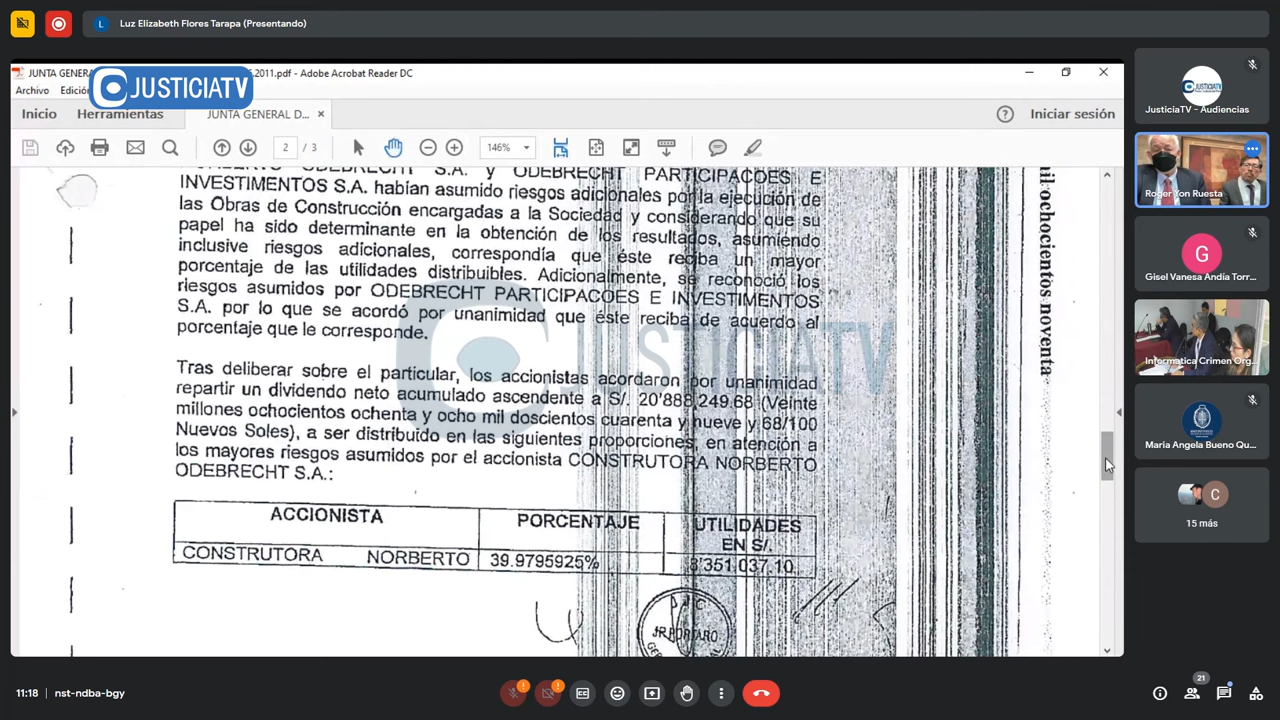 Luz Elizabeth Flores Tarapa (Presentando)
JUNTA GENER 2011.pdf - Adobe Acrobat Reader DC
JUSTICIATV
Archivo Edició
Inicio Herramientas JUNTA GENERAL D... Iniciar sesión
2 / 3 146%
ODEBRECHT S.A. y ODEBRECHT PARTICIPACOES E
INVESTIMENTOS S.A. habían asumido riesgos adicionales por la ejecución de
las Obras de Construcción encargadas a la Sociedad y considerando que su
papel ha sido determinante en la obtención de los resultados, asumiendo
inclusive riesgos adicionales, correspondía que éste reciba un mayor
porcentaje de las utilidades distribuibles. Adicionalmente, se reconoció los
riesgos asumidos por ODEBRECHT PARTICIPACOES E INVESTIMENTOS
S.A. por lo que se acordó por unanimidad que éste reciba de acuerdo al
porcentaje que le corresponde.
Tras deliberar sobre el particular, los accionistas acordaron por unanimidad
repartir un dividendo neto acumulado ascendente a S/. 20'888,249.68 (Veinte
millones ochocientos ochenta y ocho mil doscientos cuarenta y nueve y 68/100
Nuevos Soles), a ser distribuido en las siguientes proporciones, en atención a
los mayores riesgos asumidos por el accionista CONSTRUTORA NORBERTO
ODEBRECHT S.A.:
ACCIONISTA PORCENTAJE UTILIDADES
EN S/.
CONSTRUTORA NORBERTO 39.9795925% 8'351,037.10
JR PORTARO
il ochocientos noventa
JUSTICIATV
JusticiaTV - Audiencias
Roger Yon Ruesta
G
Gisel Vanesa Andía Torr...
Informatica Crimen Org...
Maria Angela Bueno Qu...
C
15 más
11:18 nst-ndba-bgy
21